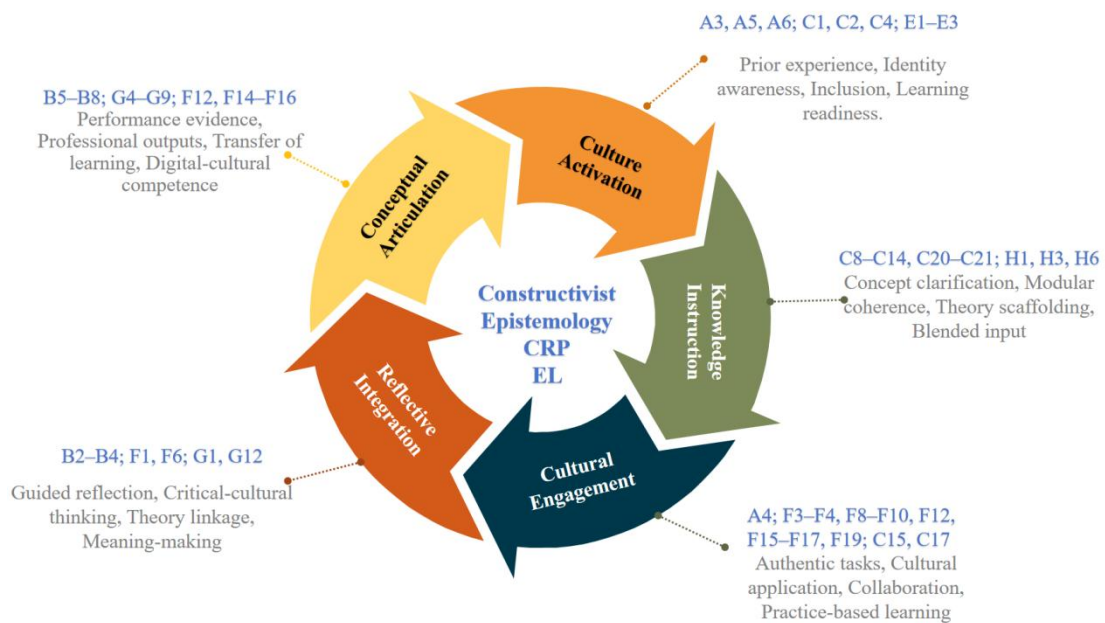 A3, A5, A6; C1, C2, C4; E1–E3
Prior experience, Identity
awareness, Inclusion, Learning
readiness.
B5–B8; G4–G9; F12, F14–F16
Performance evidence,
Professional outputs, Transfer of
learning, Digital-cultural
competence
Culture
Activation
Conceptual
Articulation
C8–C14, C20–C21; H1, H3, H6
Concept clarification, Modular
coherence, Theory scaffolding,
Blended input
Knowledge
Instruction
Constructivist
Epistemology
CRP
EL
Reflective
Integration
B2–B4; F1, F6; G1, G12
Guided reflection, Critical-cultural
thinking, Theory linkage,
Meaning-making
Cultural
Engagement
A4; F3–F4, F8–F10, F12,
F15–F17, F19; C15, C17
Authentic tasks, Cultural
application, Collaboration,
Practice-based learning